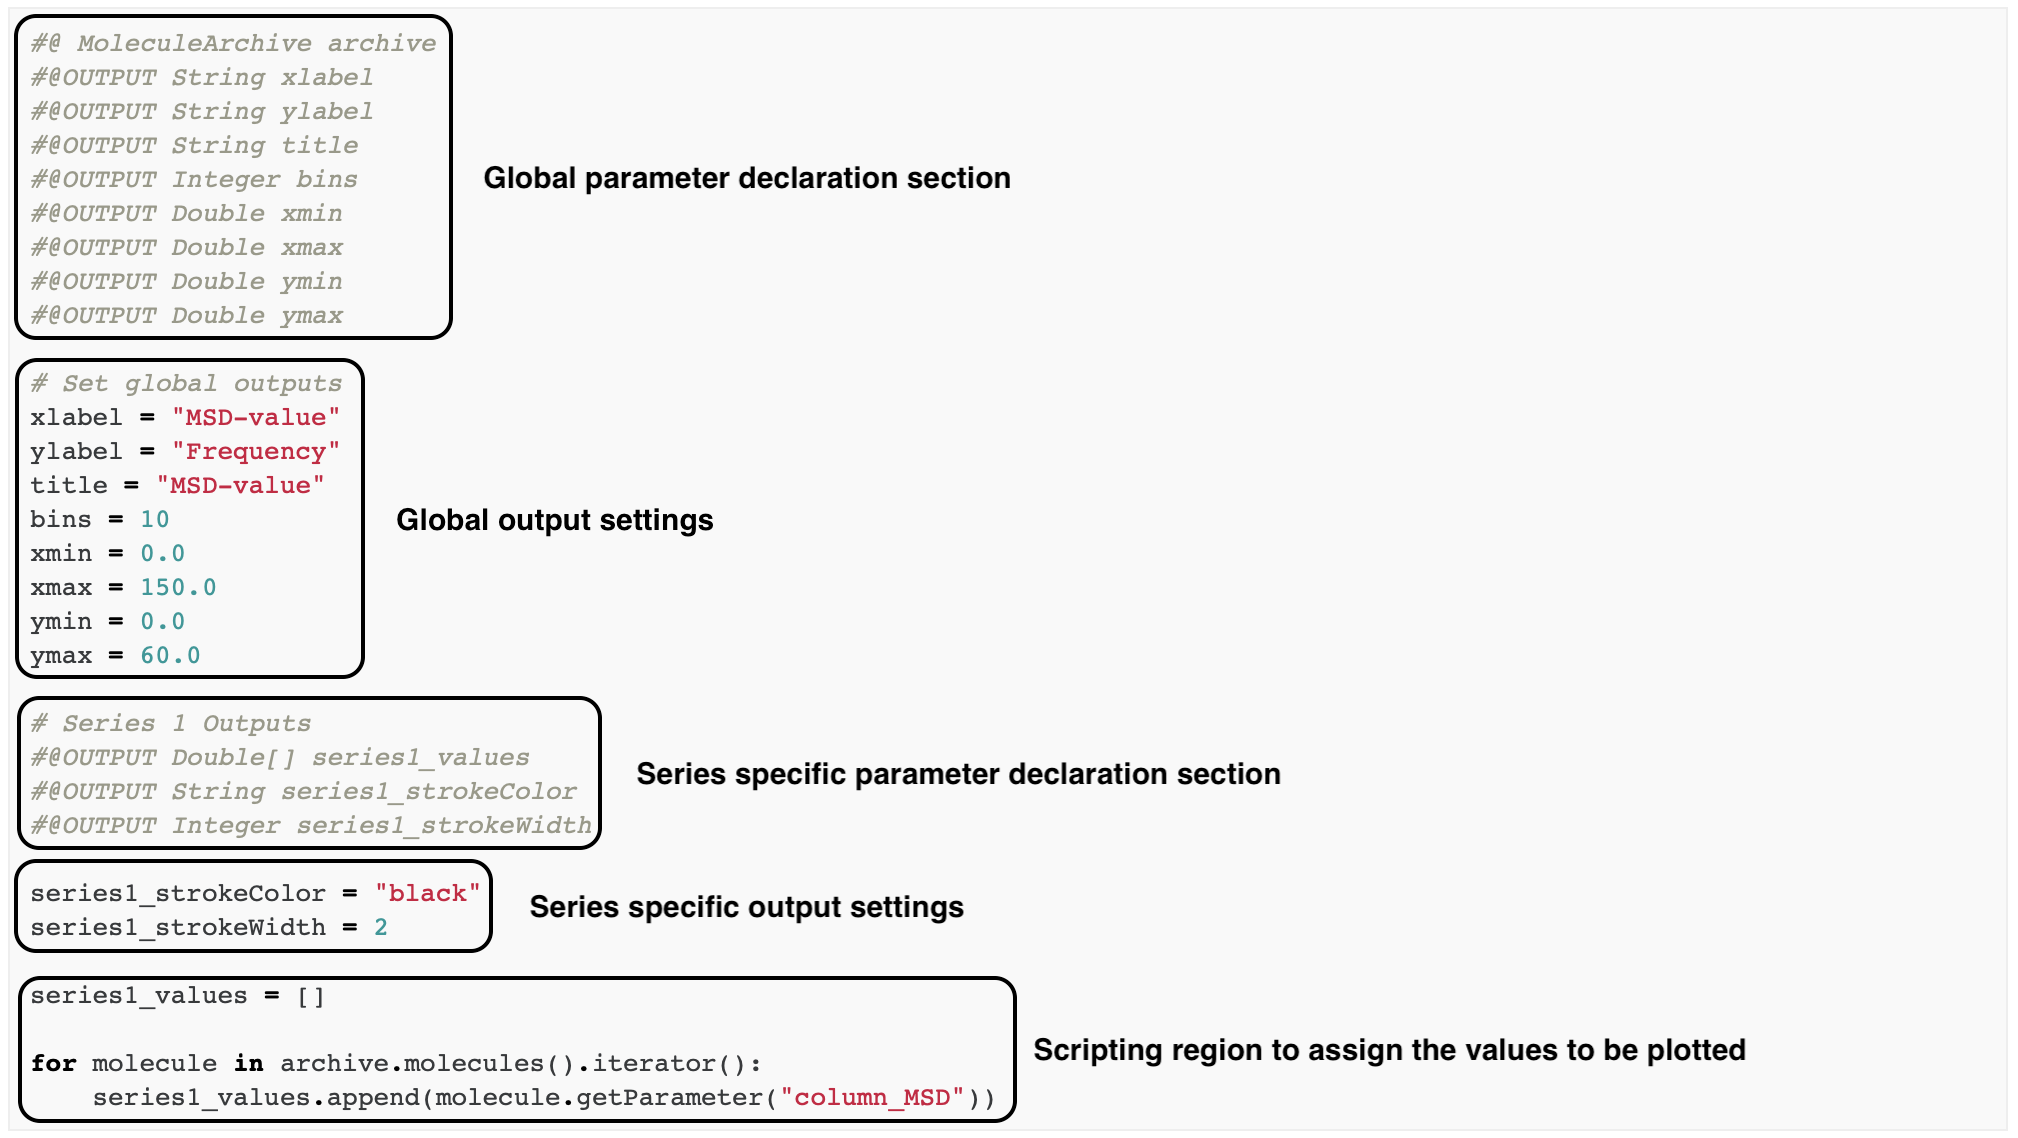 #@ MoleculeArchive archive
#@OUTPUT String xlabel
#@OUTPUT String ylabel
#@OUTPUT String title
#@OUTPUT Integer bins
#@OUTPUT Double xmin
#@OUTPUT Double xmax
#@OUTPUT Double ymin
#@OUTPUT Double ymax
Global parameter declaration section
# Set global outputs
xlabel = "MSD-value"
ylabel = "Frequency"
title = "MSD-value"
bins = 10
xmin = 0.0
xmax = 150.0
ymin = 0.0
ymax = 60.0
Global output settings
# Series 1 Outputs
#@OUTPUT Double[] series1_values
#@OUTPUT String series1_strokeColor
#@OUTPUT Integer series1_strokeWidth
Series specific parameter declaration section
series1_strokeColor = "black"
series1_strokeWidth = 2
Series specific output settings
series1_values = []
for molecule in archive.molecules().iterator():
    series1_values.append(molecule.getParameter("column_MSD"))
Scripting region to assign the values to be plotted